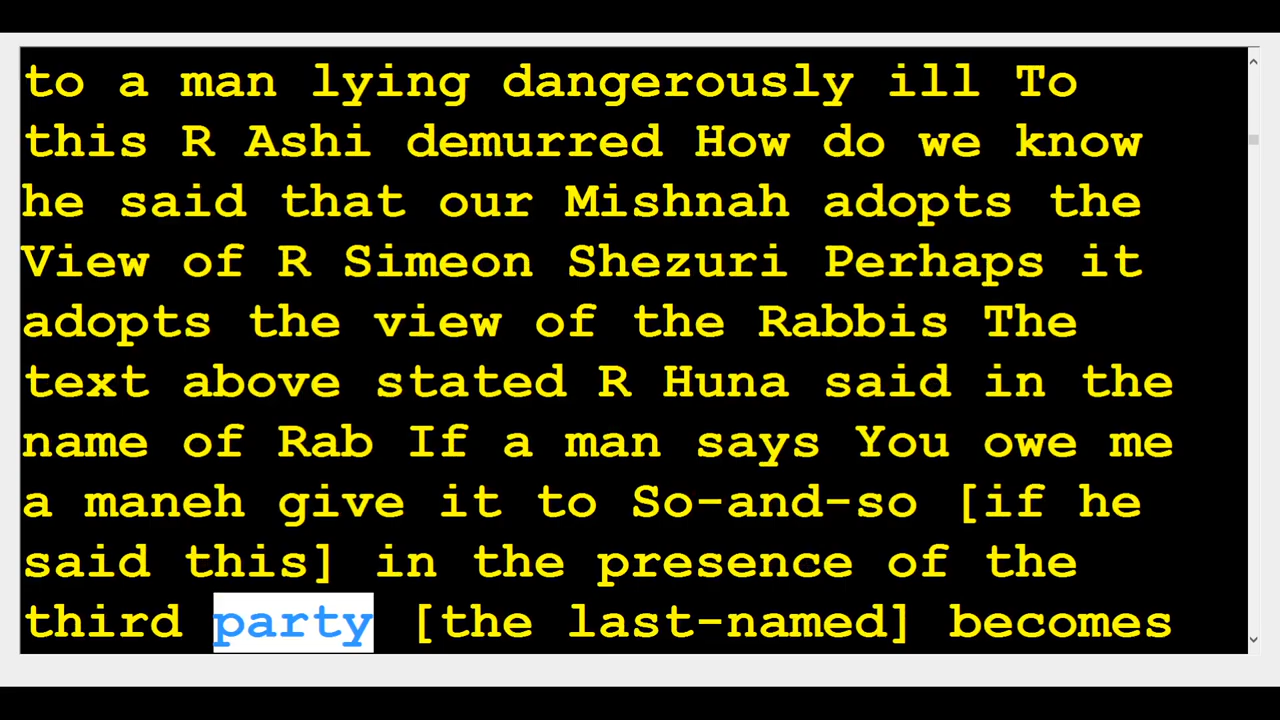 to a man lying dangerously ill To
this R Ashi demurred How do we know
he said that our Mishnah adopts the
View of R Simeon Shezuri Perhaps it
adopts the view of the Rabbis The
text above stated R Huna said in the
name of Rab If a man says You owe me
a maneh give it to So-and-so [if he
said this] in the presence of the
third party [the last-named] becomes